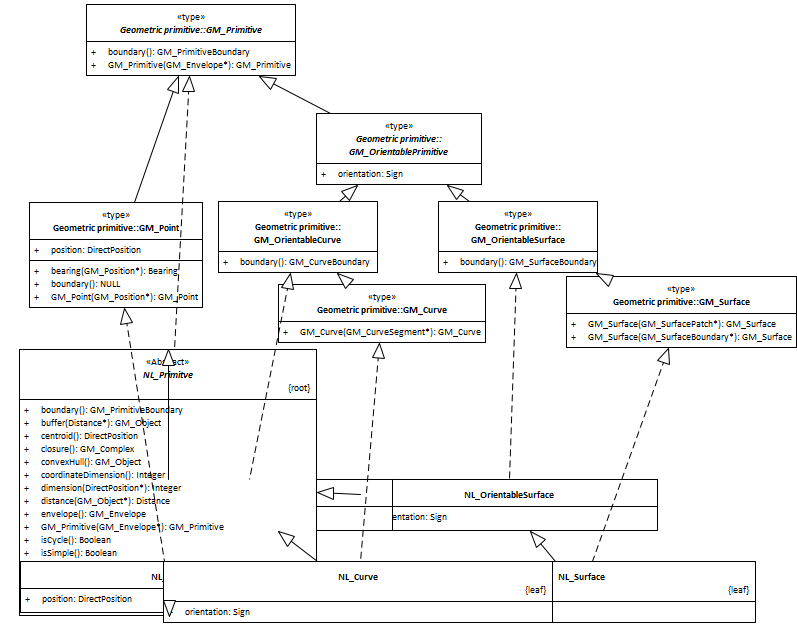 «type»
Geometric primitive::GM_Primitive
+ boundary(): GM_PrimitiveBoundary
+ GM_Primitive(GM_Envelope*): GM_Primitive
«type»
Geometric primitive::
GM_OrientablePrimitive
+ orientation: Sign
«type»
Geometric primitive::GM_Point
+ position: DirectPosition
+ bearing(GM_Position*): Bearing
+ boundary(): NULL
+ GM_Point(GM_Position*): GM_Point
«type»
Geometric primitive::
GM_OrientableCurve
+ boundary(): GM_CurveBoundary
«type»
Geometric primitive::
GM_OrientableSurface
+ boundary(): GM_SurfaceBoundary
«type»
Geometric primitive::GM_Curve
+ GM_Curve(GM_CurveSegment*): GM_Curve
«type»
Geometric primitive::GM_Surface
+ GM_Surface(GM_SurfacePatch*): GM_Surface
+ GM_Surface(GM_SurfaceBoundary*): GM_Surface
«Abstract»
NL_Primitve
{root}
+ boundary(): GM_PrimitiveBoundary
+ buffer(Distance*): GM_Object
+ centroid(): DirectPosition
+ closure(): GM_Complex
+ convexHull(): GM_Object
+ coordinateDimension(): Integer
+ dimension(DirectPosition*): Integer
+ distance(GM_Object*): Distance
+ envelope(): GM_Envelope
+ GM_Primitive(GM_Envelope*): GM_Primitive
+ isCycle(): Boolean
+ isSimple(): Boolean
NL_OrientableSurface
entation: Sign
NL
+ position: DirectPosition
NL_Curve
{leaf}
orientation: Sign
NL_Surface
{leaf}